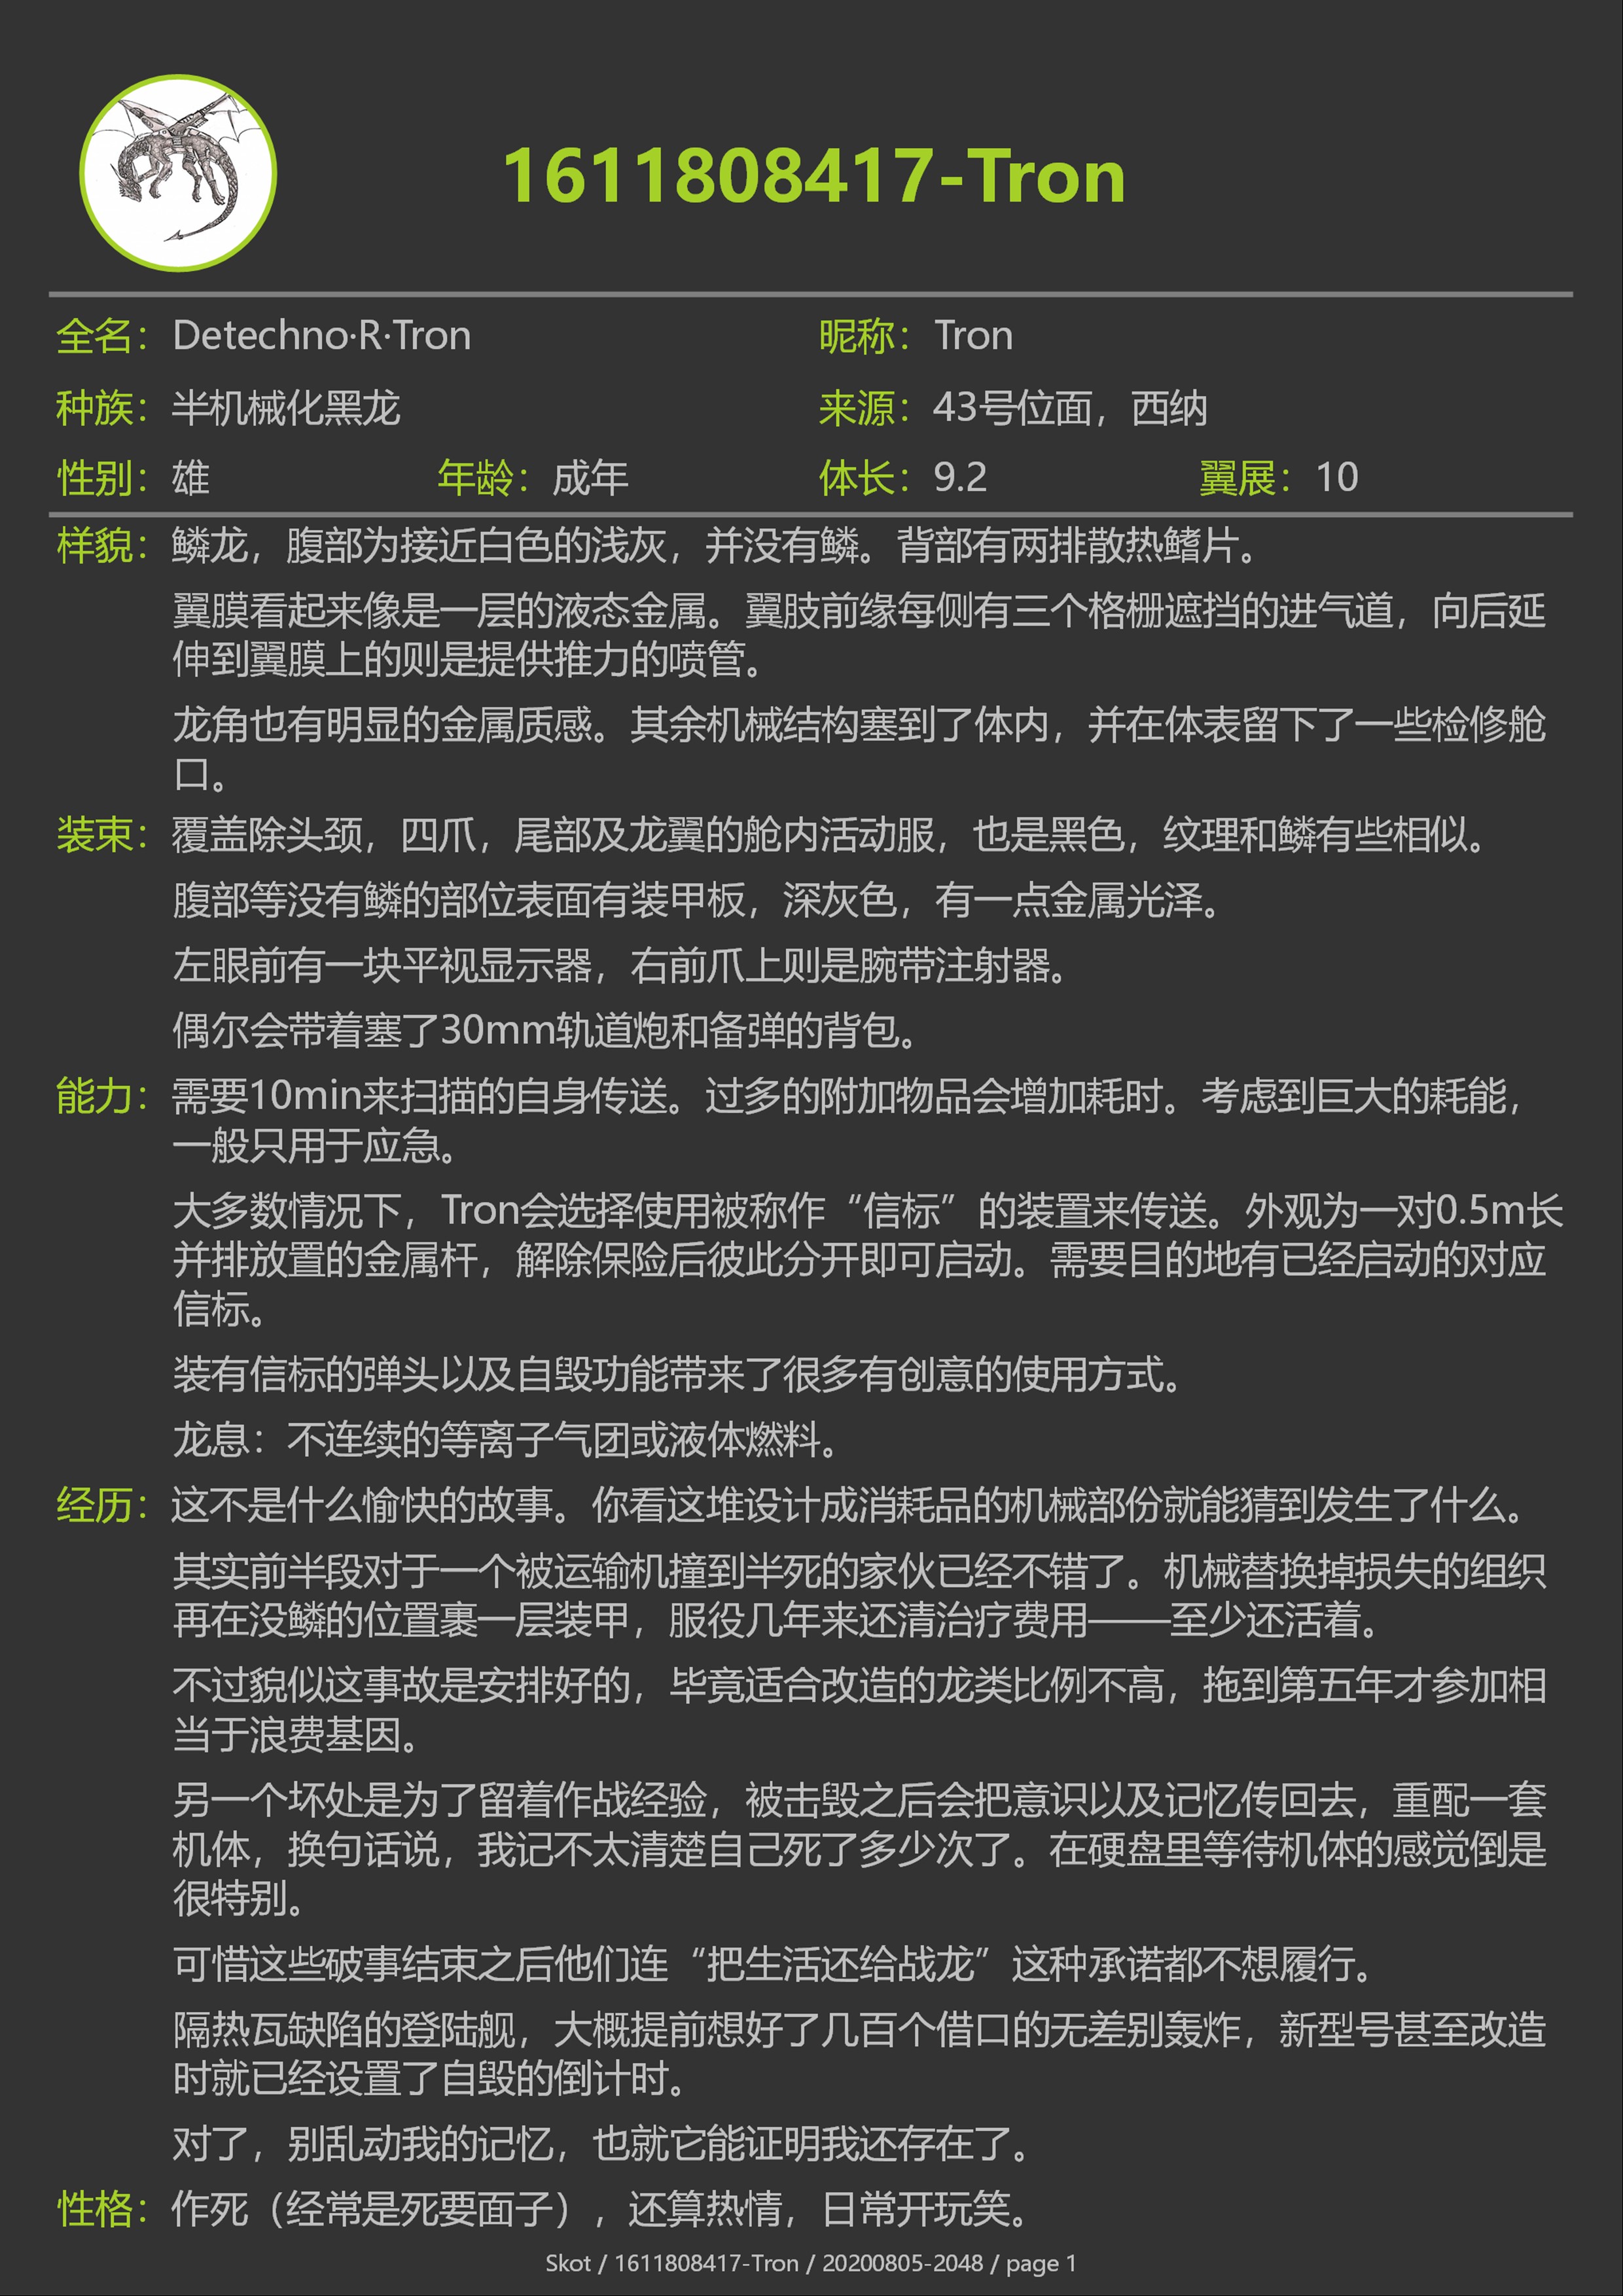 1611808417-Tron
全名：Detechno·R·Tron 昵称：Tron
种族：半机械化黑龙 来源：43号位面，西纳
性别：雄 年龄：成年 体长：9.2 翼展：10
样貌：鳞龙，腹部为接近白色的浅灰，并没有鳞。背部有两排散热鳍片。
翼膜看起来像是一层的液态金属。翼肢前缘每侧有三个格栅遮挡的进气道，向后延
伸到翼膜上的则是提供推力的喷管。
龙角也有明显的金属质感。其余机械结构塞到了体内，并在体表留下了一些检修舱
口。
装束：覆盖除头颈，四爪，尾部及龙翼的舱内活动服，也是黑色，纹理和鳞有些相似。
腹部等没有鳞的部位表面有装甲板，深灰色，有一点金属光泽。
左眼前有一块平视显示器，右前爪上则是腕带注射器。
偶尔会带着塞了30mm轨道炮和备弹的背包。
能力：需要10min来扫描的自身传送。过多的附加物品会增加耗时。考虑到巨大的耗能，
一般只用于应急。
大多数情况下，Tron会选择使用被称作“信标”的装置来传送。外观为一对0.5m长
并排放置的金属杆，解除保险后彼此分开即可启动。需要目的地有已经启动的对应
信标。
装有信标的弹头以及自毁功能带来了很多有创意的使用方式。
龙息：不连续的等离子气团或液体燃料。
经历：这不是什么愉快的故事。你看这堆设计成消耗品的机械部份就能猜到发生了什么。
其实前半段对于一个被运输机撞到半死的家伙已经不错了。机械替换掉损失的组织
再在没鳞的位置裹一层装甲，服役几年来还清治疗费用——至少还活着。
不过貌似这事故是安排好的，毕竟适合改造的龙类比例不高，拖到第五年才参加相
当于浪费基因。
另一个坏处是为了留着作战经验，被击毁之后会把意识以及记忆传回去，重配一套
机体，换句话说，我记不太清楚自己死了多少次了。在硬盘里等待机体的感觉倒是
很特别。
可惜这些破事结束之后他们连“把生活还给战龙”这种承诺都不想履行。
隔热瓦缺陷的登陆舰，大概提前想好了几百个借口的无差别轰炸，新型号甚至改造
时就已经设置了自毁的倒计时。
对了，别乱动我的记忆，也就它能证明我还存在了。
性格：作死（经常是死要面子），还算热情，日常开玩笑。
Skot / 1611808417-Tron / 20200805-2048 / page 1